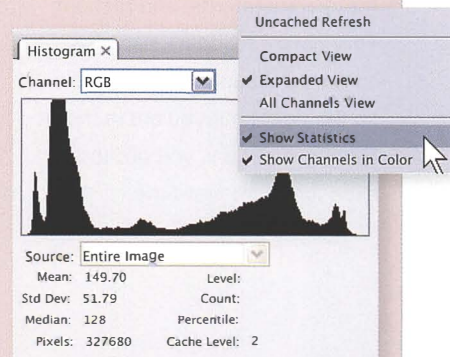 Uncached Refresh
Compact View
✔ Expanded View
All Channels View
✔ Show Statistics
✔ Show Channels in Color
Histogram ×
Channel: RGB
Source: Entire Image
Mean: 149.70 Level:
Std Dev: 51.79 Count:
Median: 128 Percentile:
Pixels: 327680 Cache Level: 2